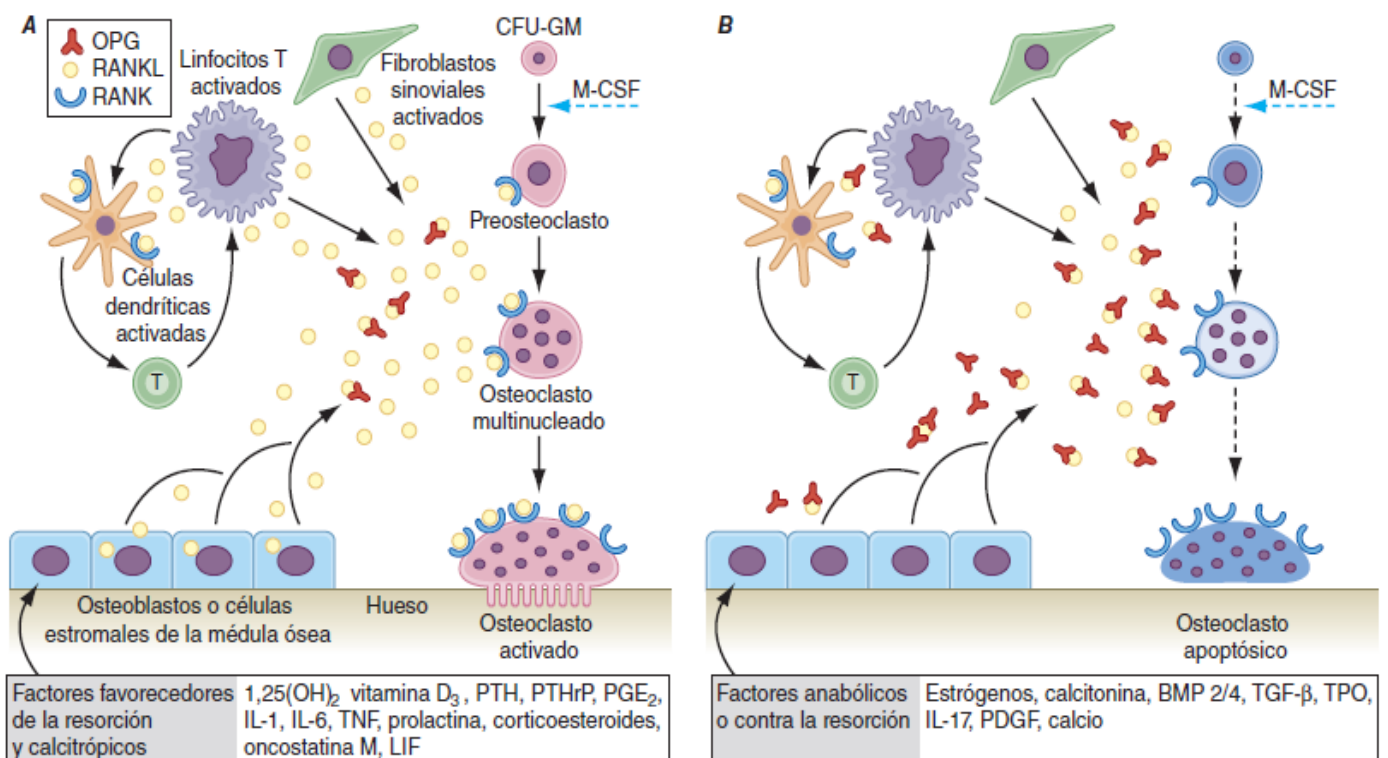 A
OPG
RANKL
RANK
Linfocitos T
activados
Fibroblastos
sinoviales
activados
CFU-GM
M-CSF
Preosteoclasto
Células
dendríticas
activadas
T
Osteoclasto
multinucleado
Osteoblastos o células
estromales de la médula ósea
Hueso
Osteoclasto
activado
Factores favorecedores
de la resorción
y calcitrópicos
1,25(OH)₂ vitamina D₃, PTH, PTHrP, PGE₂,
IL-1, IL-6, TNF, prolactina, corticoesteroides,
oncostatina M, LIF
B
M-CSF
T
Osteoclasto
apoptósico
Factores anabólicos
o contra la resorción
Estrógenos, calcitonina, BMP 2/4, TGF-β, TPO,
IL-17, PDGF, calcio